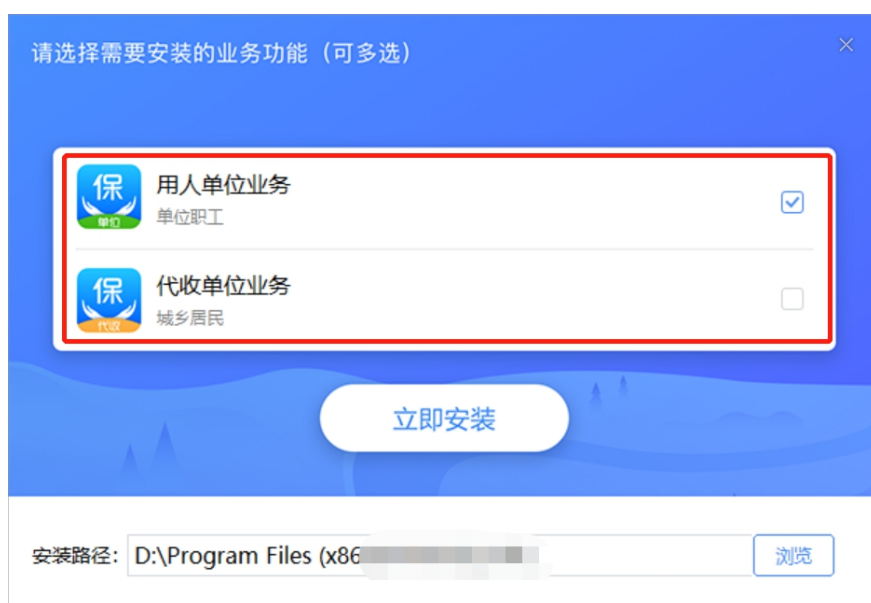 请选择需要安装的业务功能（可多选）
保
单位
用人单位业务
单位职工
保
代收
代收单位业务
城乡居民
立即安装
安装路径： D:\Program Files (x86 浏览